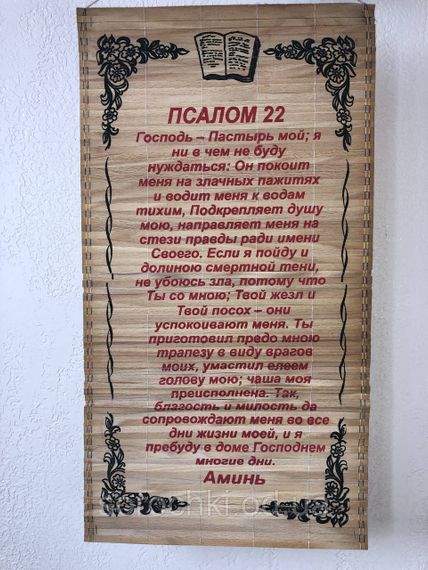 ПСАЛОМ 22
Господь – Пастырь мой; я
ни в чем не буду
нуждаться: Он покоит
меня на злачных пажитях
и водит меня к водам
тихим, Подкрепляет душу
мою, направляет меня на
стези правды ради имени
Своего. Если я пойду и
долиною смертной тени,
не убоюсь зла, потому что
Ты со мною; Твой жезл и
Твой посох – они
успокоивают меня. Ты
приготовил предо мною
трапезу в виду врагов
моих, умастил елеем
голову мою; чаша моя
преисполнена. Так,
благость и милость да
сопровождают меня во все
дни жизни моей, и я
пребуду в доме Господнем
многие дни.
Аминь